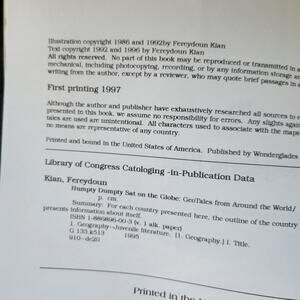 Illustration copyright 1986 and 1992by Fereydoun Kian
Text copyright 1992 and 1996 by Fereydoun Kian
All rights reserved. No part of this book may be reproduced or transmitted in
mechanical, including photocopying, recording, or by any information storage
writing from the author, except by a reviewer, who may quote brief passages in
First printing 1997
Although the author and publisher have exhaustively researched all sources to
presented in this book, we assume no responsibility for errors. Any slights
tales are used are unintentional. All characters used to associate with the maps
no means are representative of any country.
Printed and bound in the United States of America. Published by Wonderglades
Library of Congress Catologing -in-Publication Data
Kian, Fereydoun
Humpty Dumpty Sat on the Globe: GeoTales from Around the World/
p. cm.
Summary: For each country presented here, the outline of the country
presents information about itself.
ISBN 1-886896-00-3 (v. 1 alk. paper)
1. Geography--Juvenile literature. [1. Geography.] I. Title.
G 133.k513 1995
910--dc20
Printed in the